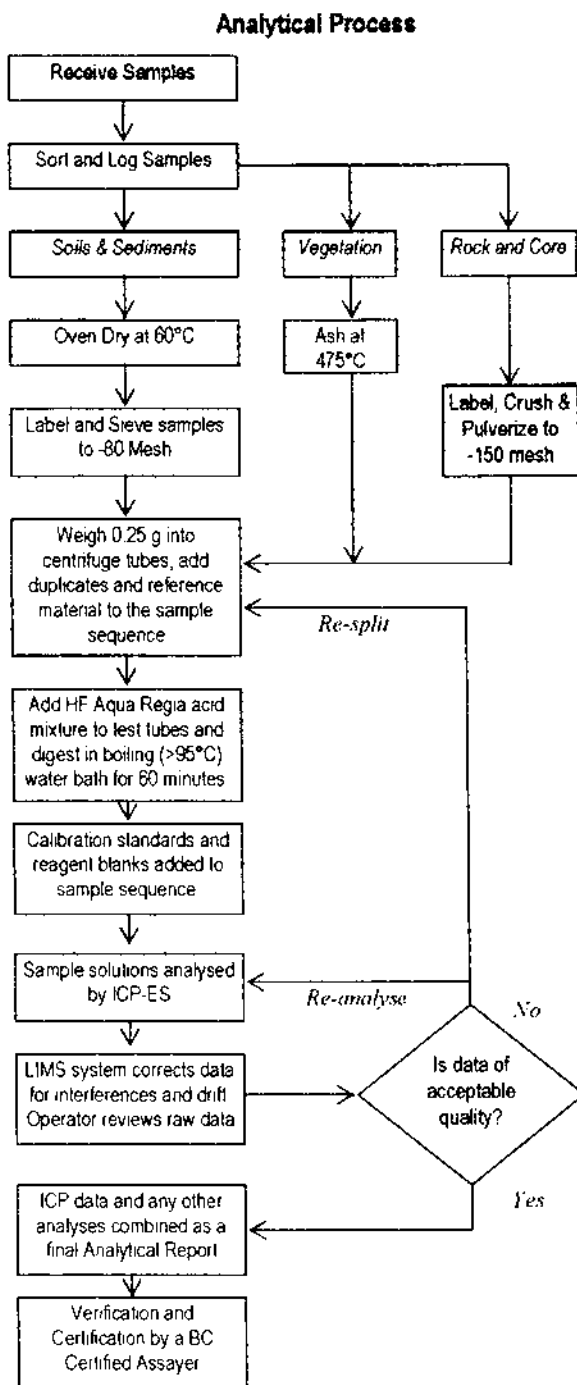 Analytical Process
Receive Samples
Sort and Log Samples
Soils & Sediments
Vegetation
Rock and Core
Oven Dry at 60°C
Ash at
475°C
Label, Crush &
Pulverize to
-150 mesh
Label and Sieve samples
to -80 Mesh
Weigh 0.25 g into
centrifuge tubes, add
duplicates and reference
material to the sample
sequence
Re-split
Add HF Aqua Regia acid
mixture to test tubes and
digest in boiling (>95°C)
water bath for 60 minutes
Calibration standards and
reagent blanks added to
sample sequence
Sample solutions analysed
by ICP-ES
Re-analyse
No
LIMS system corrects data
for interferences and drift
Operator reviews raw data
Is data of
acceptable
quality?
Yes
ICP data and any other
analyses combined as a
final Analytical Report
Verification and
Certification by a BC
Certified Assayer